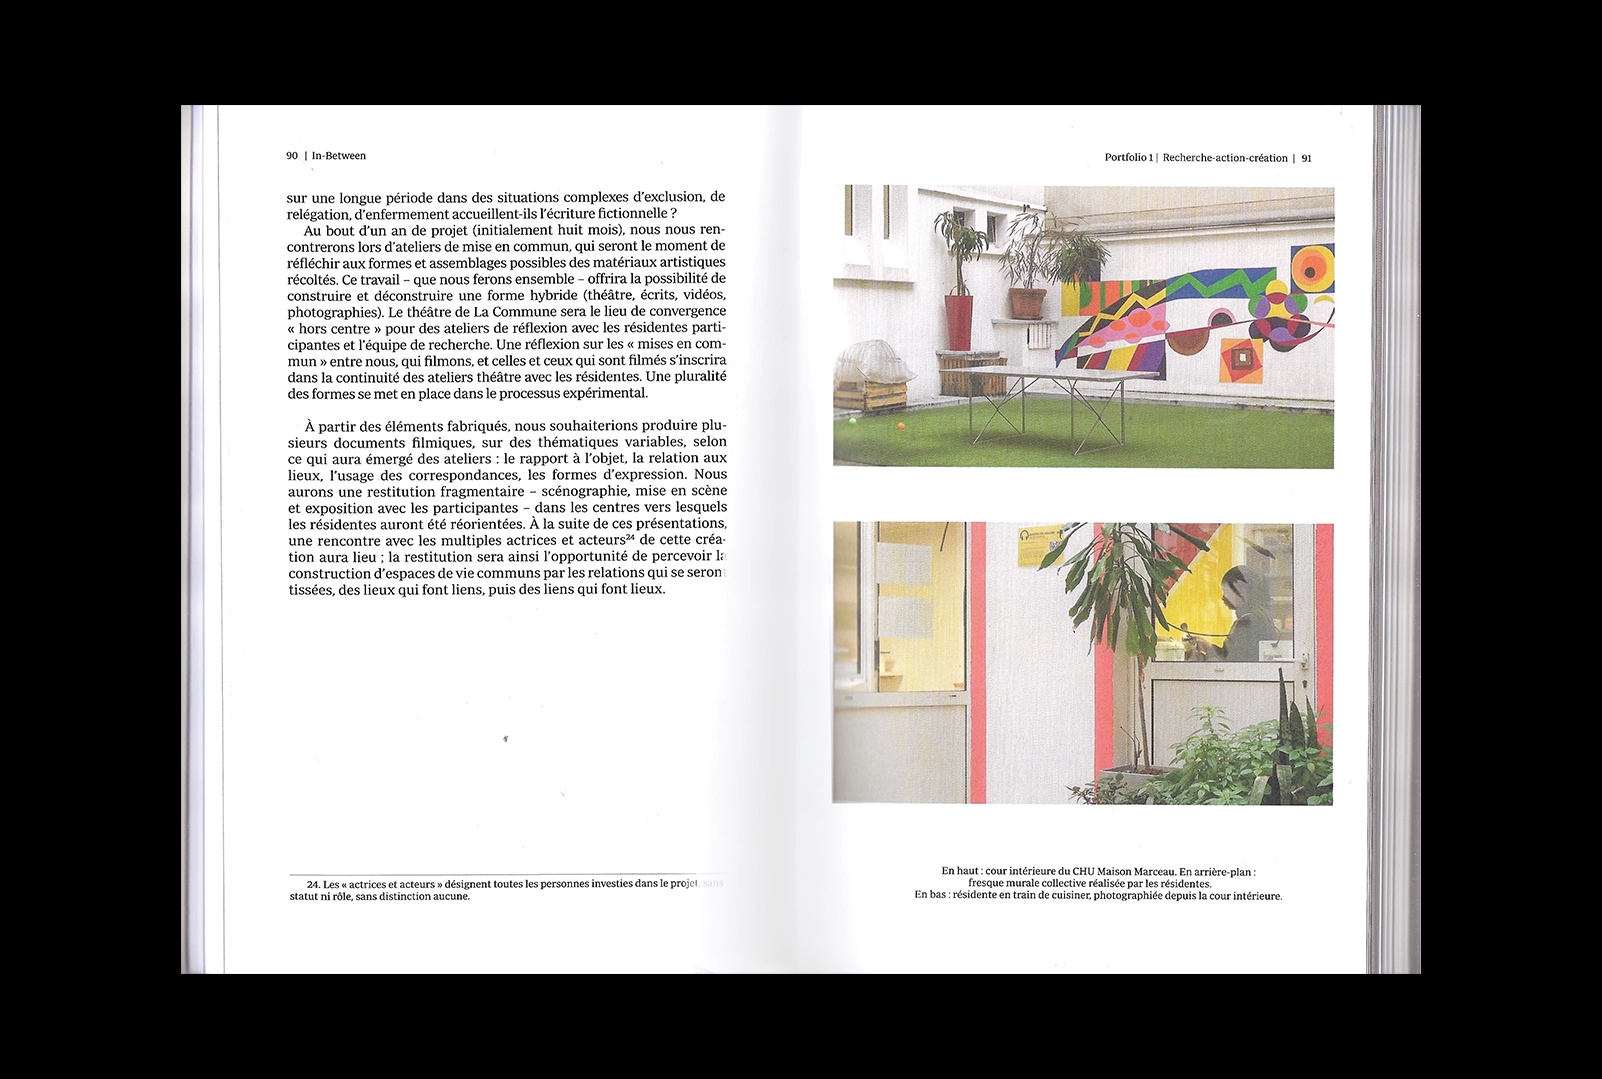 90 | In-Between
sur une longue période dans des situations complexes d’exclusion, de
relégation, d’enfermement accueillent-ils l’écriture fictionnelle ?
Au bout d’un an de projet (initialement huit mois), nous nous ren-
contrerons lors d’ateliers de mise en commun, qui seront le moment de
réfléchir aux formes et assemblages possibles des matériaux artistiques
récoltés. Ce travail – que nous ferons ensemble – offrira la possibilité de
construire et déconstruire une forme hybride (théâtre, écrits, vidéos,
photographies). Le théâtre de La Commune sera le lieu de convergence
« hors centre » pour des ateliers de réflexion avec les résidentes parti-
cipantes et l’équipe de recherche. Une réflexion sur les « mises en com-
mun » entre nous, qui filmons, et celles et ceux qui sont filmés s’inscrira
dans la continuité des ateliers théâtre avec les résidentes. Une pluralité
des formes se met en place dans le processus expérimental.
À partir des éléments fabriqués, nous souhaiterions produire plu-
sieurs documents filmiques, sur des thématiques variables, selon
ce qui aura émergé des ateliers : le rapport à l’objet, la relation aux
lieux, l’usage des correspondances, les formes d’expression. Nous
aurons une restitution fragmentaire – scénographie, mise en scène
et exposition avec les participantes – dans les centres vers lesquels
les résidentes auront été réorientées. À la suite de ces présentations,
une rencontre avec les multiples actrices et acteurs24 de cette créa-
tion aura lieu ; la restitution sera ainsi l’opportunité de percevoir la
construction d’espaces de vie communs par les relations qui se seront
tissées, des lieux qui font liens, puis des liens qui font lieux.
24. Les « actrices et acteurs » désignent toutes les personnes investies dans le projet, sans
statut ni rôle, sans distinction aucune.
Portfolio 1 | Recherche-action-création | 91
En haut : cour intérieure du CHU Maison Marceau. En arrière-plan :
fresque murale collective réalisée par les résidentes.
En bas : résidente en train de cuisiner, photographiée depuis la cour intérieure.